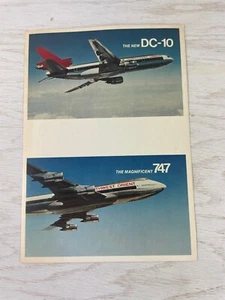 THE NEW DC-10
THE MAGNIFICENT 747
NORTHWEST ORIENT